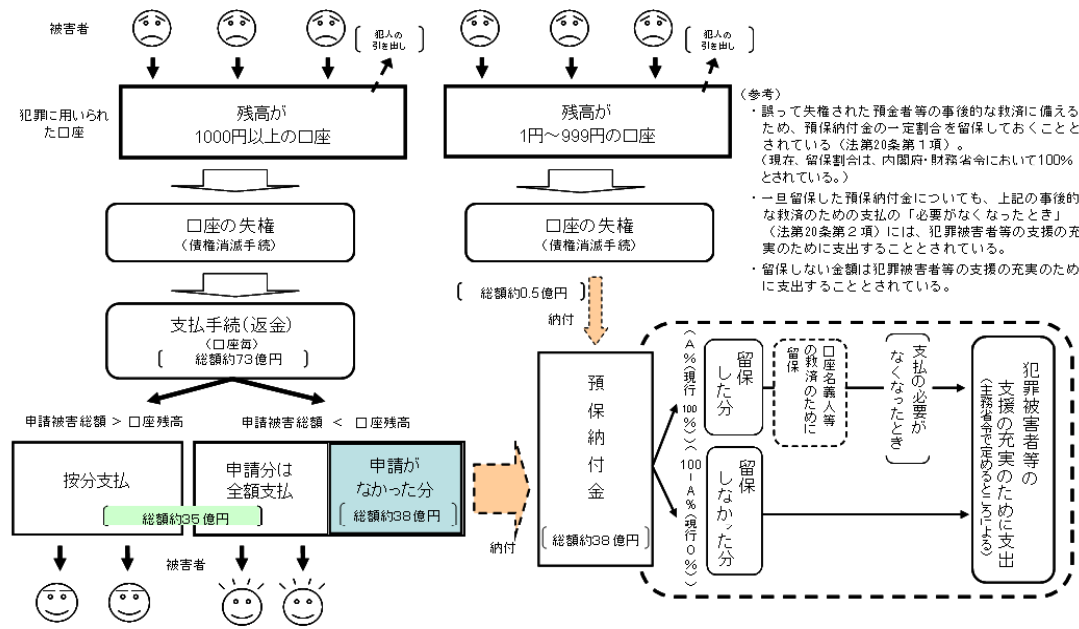 被害者
〔犯人の
引き出し〕
〔犯人の
引き出し〕
犯罪に用いられ
た口座
残高が
1000円以上の口座
残高が
1円～999円の口座
（参考）
・誤って失権された預金者等の事後的な救済に備える
ため、預保納付金の一定割合を留保しておくことと
されている（法第20条第１項）。
（現在、留保割合は、内閣府・財務省令において100%
とされている。）
・一旦留保した預保納付金についても、上記の事後的
な救済のための支払の「必要がなくなったとき」
（法第20条第２項）には、犯罪被害者等の支援の充
実のために支出することとされている。
・留保しない金額は犯罪被害者等の支援の充実のため
に支出することとされている。
口座の失権
（債権消滅手続）
口座の失権
（債権消滅手続）
〔総額約0.5億円〕
納付
支払手続（返金）
（口座毎）
〔総額約73億円〕
申請被害総額 > 口座残高
申請被害総額 < 口座残高
按分支払
申請分は
全額支払
〔総額約35億円〕
申請が
なかった分
〔総額約38億円〕
納付
被害者
預保納付金
〔総額約38億円〕
（A%（現行100%））
留保
した分
口座名義人等
の救済のために
留保
〔支払の必要が
なくなったとき〕
（100-A%（現行０%））
留保
しなかった分
犯罪被害者等の
支援の充実のために支出
（主務省令で定めるところによる）